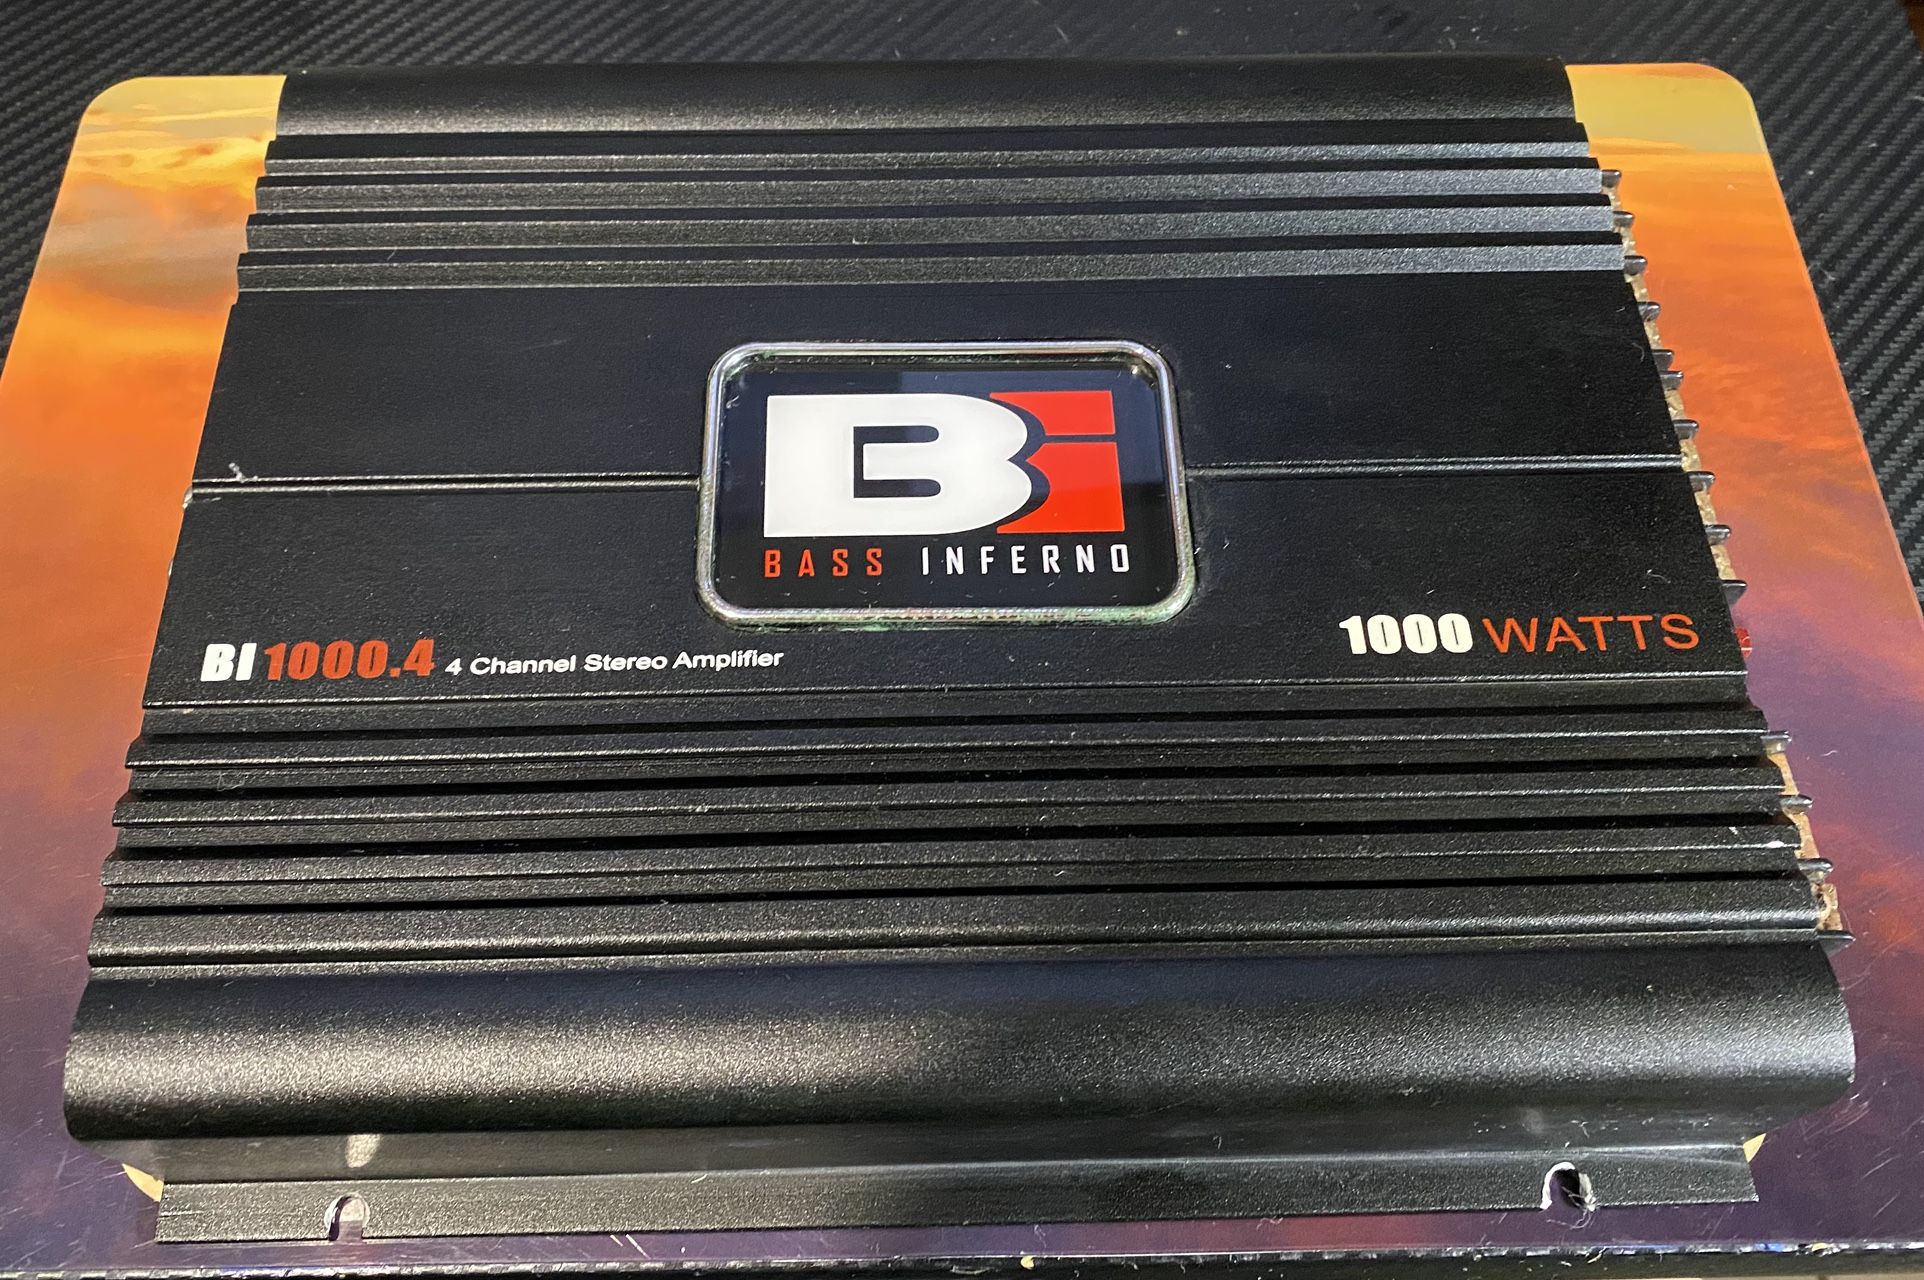 Bi
BASS INFERNO
BI 1000.4 4 Channel Stereo Amplifier
1000 WATTS